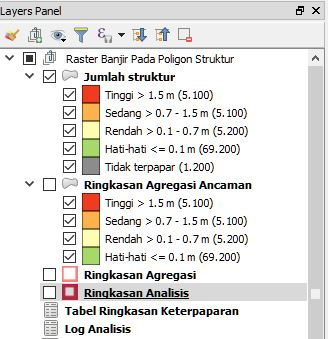 Layers Panel
Raster Banjir Pada Poligon Struktur
Jumlah struktur
Tinggi > 1.5 m (5.100)
Sedang > 0.7 - 1.5 m (5.100)
Rendah > 0.1 - 0.7 m (5.200)
Hati-hati <= 0.1 m (69.200)
Tidak terpapar (1.200)
Ringkasan Agregasi Ancaman
Tinggi > 1.5 m (5.100)
Sedang > 0.7 - 1.5 m (5.100)
Rendah > 0.1 - 0.7 m (5.200)
Hati-hati <= 0.1 m (69.200)
Ringkasan Agregasi
Ringkasan Analisis
Tabel Ringkasan Keterpaparan
Log Analisis